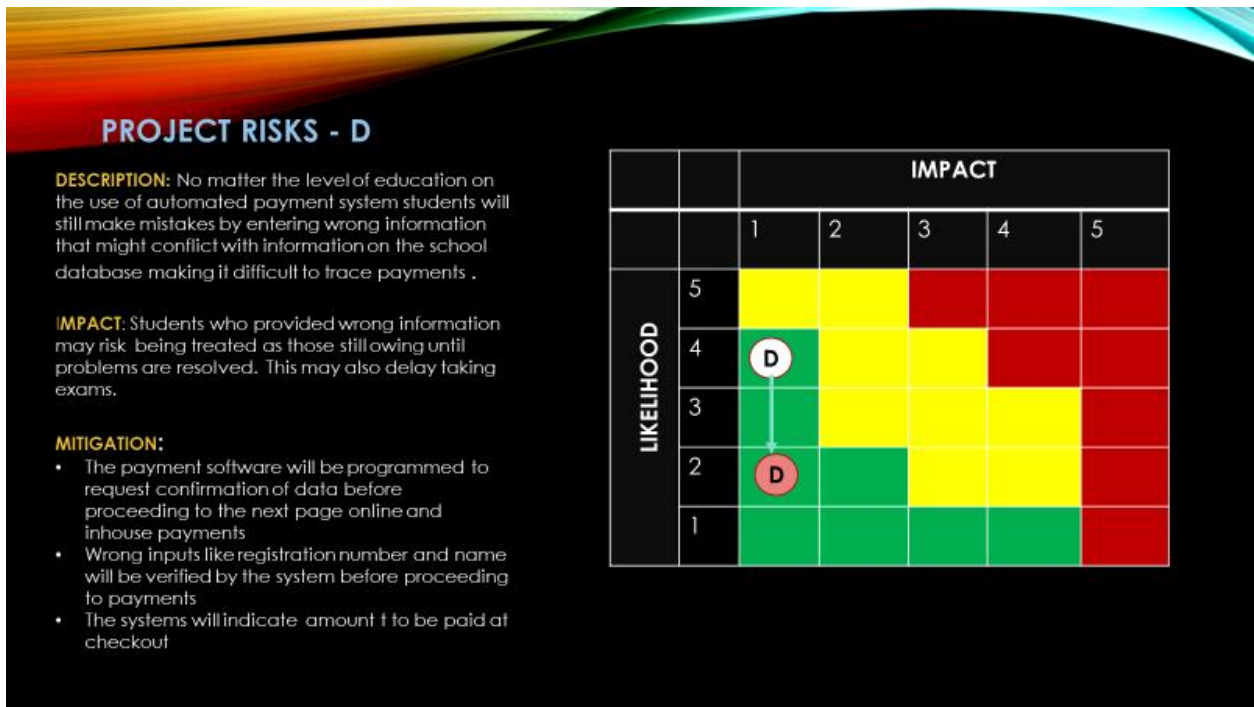 PROJECT RISKS - D
DESCRIPTION: No matter the level of education on
the use of automated payment system students will
still make mistakes by entering wrong information
that might conflict with information on the school
database making it difficult to trace payments .
IMPACT: Students who provided wrong information
may risk being treated as those still owing until
problems are resolved. This may also delay taking
exams.
MITIGATION:
• The payment software will be programmed to
request confirmation of data before
proceeding to the next page online and
inhouse payments
• Wrong inputs like registration number and name
will be verified by the system before proceeding
to payments
• The systems will indicate amount t to be paid at
checkout
IMPACT
1 2 3 4 5
LIKELIHOOD
5
4 D
3
2 D
1